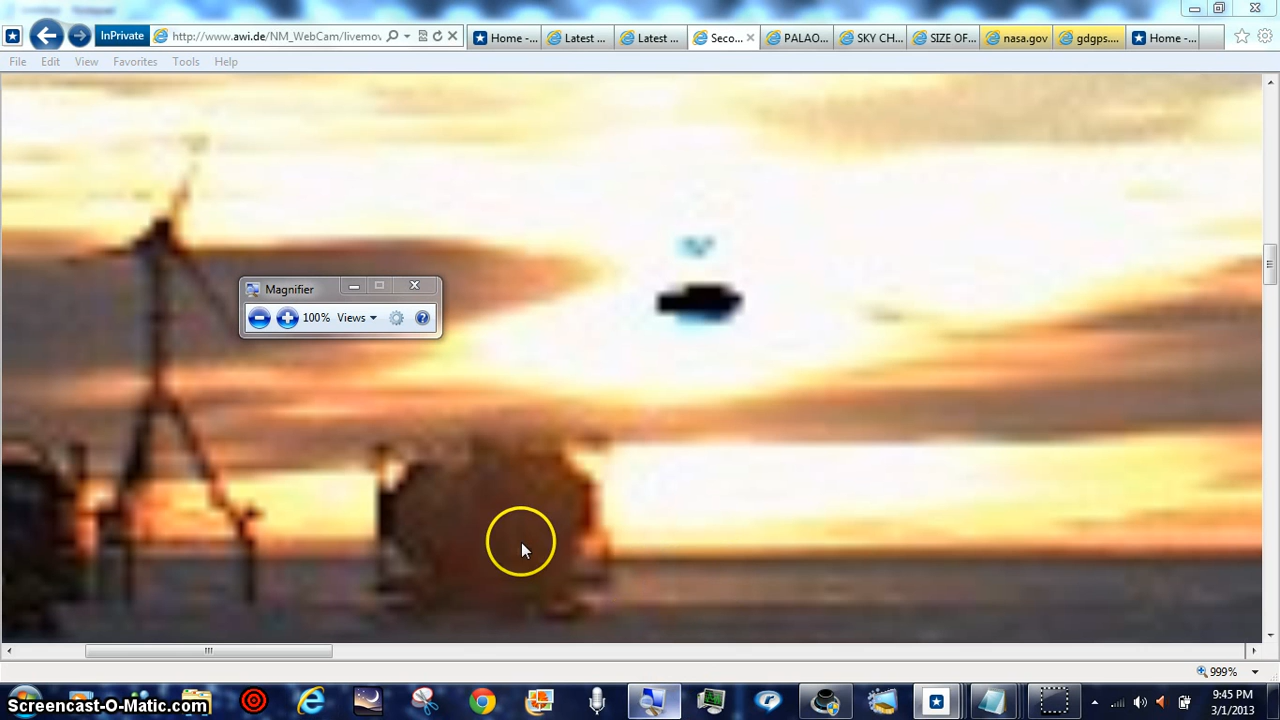 InPrivate
http://www.awi.de/NM_WebCam/livemov
Home -...
Latest ...
Latest ...
Seco...
PALAO...
SKY CH...
SIZE OF...
nasa.gov
gdgps....
Home -...
File Edit View Favorites Tools Help
Magnifier
100% Views
999%
9:45 PM
3/1/2013
Screencast-O-Matic.com